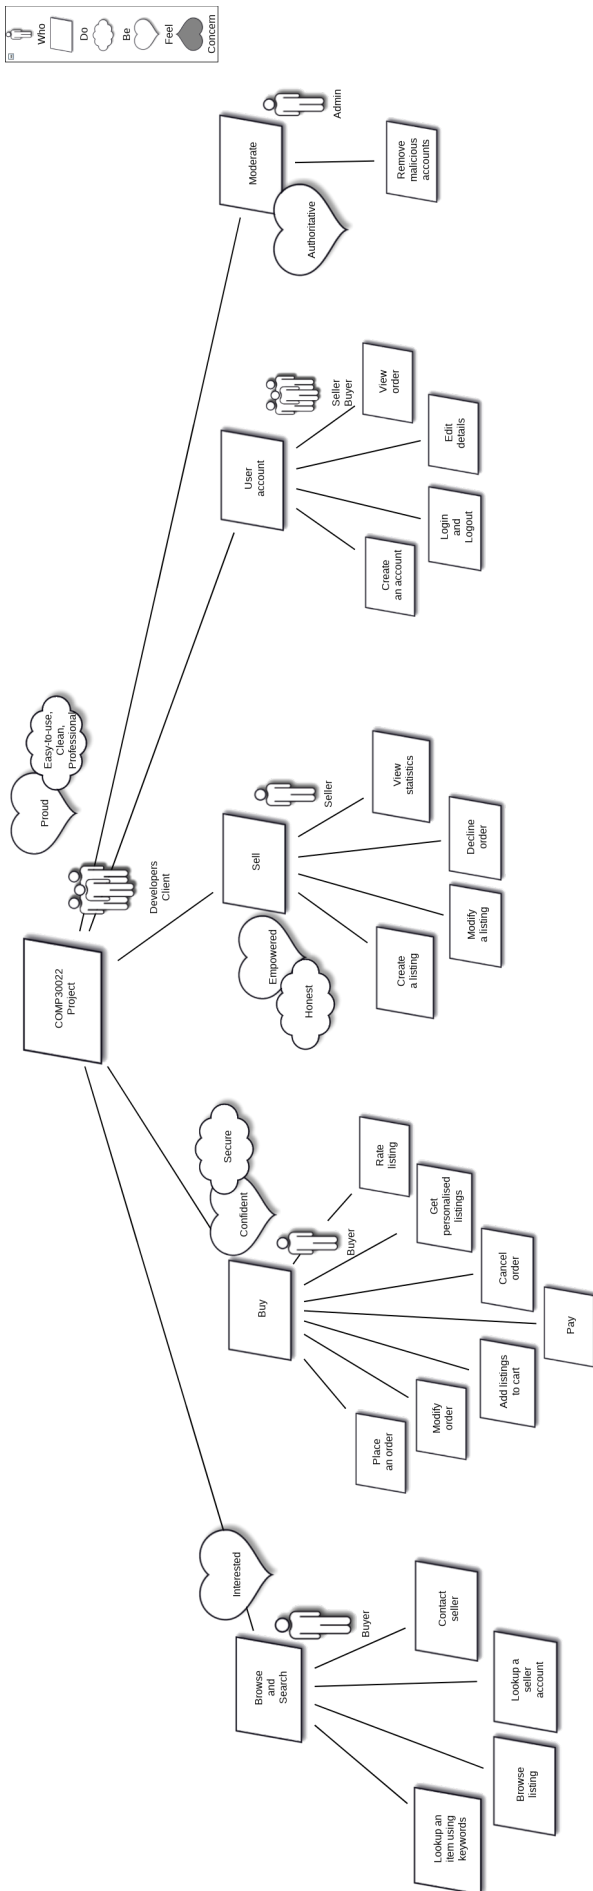 Who
Do
Be
Feel
Concern
COMP30022
Project
Developers
Client
Proud
Easy-to-use,
Clean,
Professional
Browse
and
Search
Interested
Buyer
Lookup an
item using
keywords
Browse
listing
Lookup a
seller
account
Contact
seller
Buy
Confident
Secure
Buyer
Place
an order
Modify
order
Add listings
to cart
Pay
Cancel
order
Get
personalised
listings
Rate
listing
Sell
Empowered
Honest
Seller
Create
a listing
Modify
a listing
Decline
order
View
statistics
User
account
Seller
Buyer
Create
an account
Login
and
Logout
Edit
details
View
order
Moderate
Authoritative
Admin
Remove
malicious
accounts